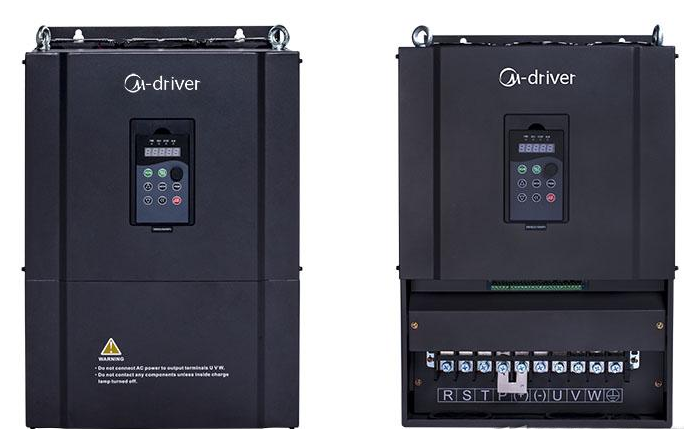 M-driver
WARNING
• Do not connect AC power to output terminals U V W.
• Do not contact any components unless inside charge
lamp turned off.
M-driver
R S T P (+) (-) U V W